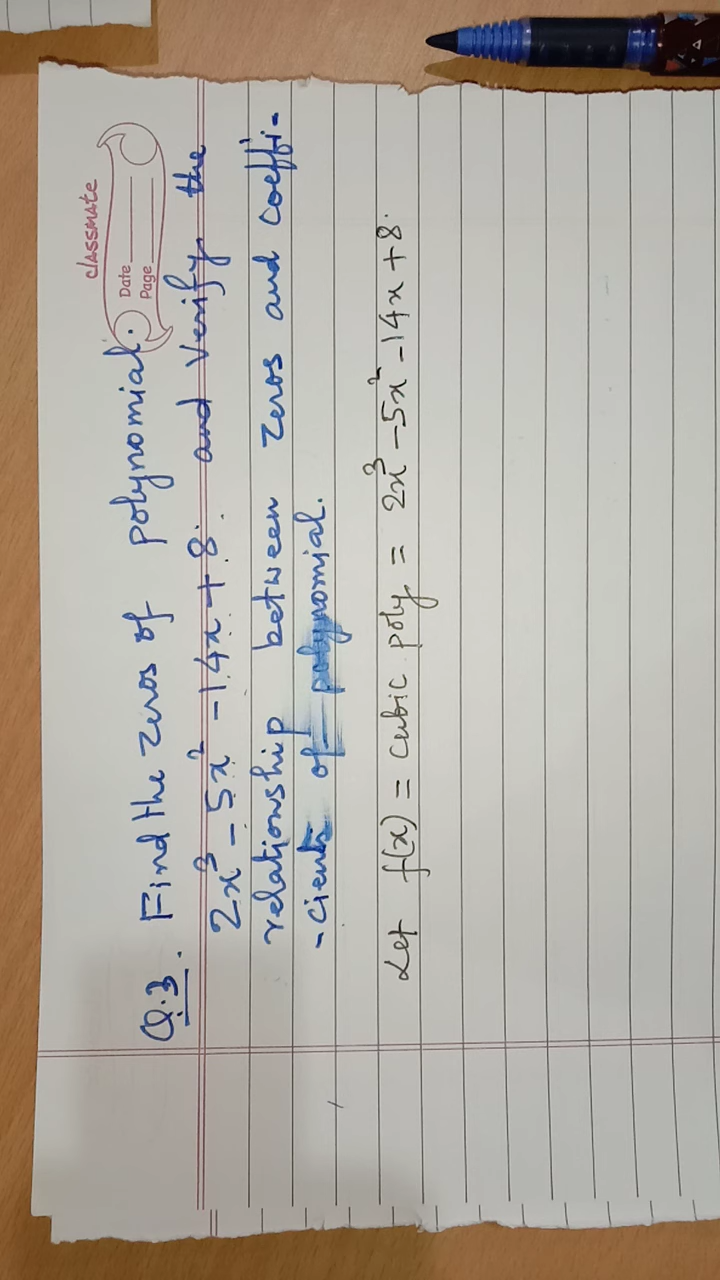 classmate
Date
Page
Q.3. Find the zeros of polynomial.
2x³ - 5x² - 14x + 8. and verify the
relationship between zeros and coeffi-
-cients of polynomial.
Let f(x) = cubic poly = 2x³ - 5x² - 14x + 8.